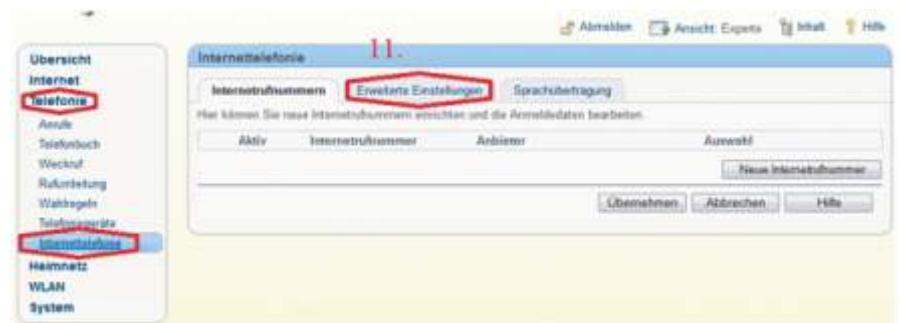 Abmelden Ansicht: Experte Inhalt Hilfe
11.
Übersicht
Internet
Telefonie
Anrufe
Telefonbuch
Weckruf
Rufumleitung
Wahlregeln
Telefoniegeräte
Internettelefonie
Heimnetz
WLAN
System
Internettelefonie
Internetrufnummern Erweiterte Einstellungen Sprachübertragung
Hier können Sie neue Internetrufnummern einrichten und die Anmeldedaten bearbeiten.
Aktiv Internetrufnummer Anbieter Auswahl
Neue Internetrufnummer
Übernehmen Abbrechen Hilfe